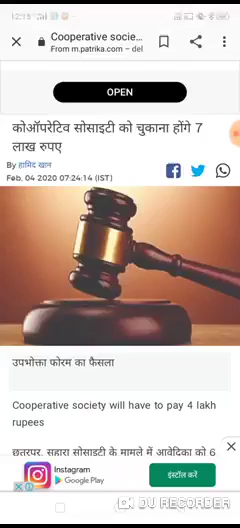 Cooperative socie...
From m.patrika.com – del
OPEN
कोऑपरेटिव सोसाइटी को चुकाना होंगे 7
लाख रुपए
By हामिद खान
Feb, 04 2020 07:24:14 (IST)
उपभोक्ता फोरम का फैसला
Cooperative society will have to pay 4 lakh
rupees
छतरपर. सहारा सोसाइटी के मामले में आवेदिका को 6
Instagram
Google Play
इंस्टॉल करें
DU RECORDER